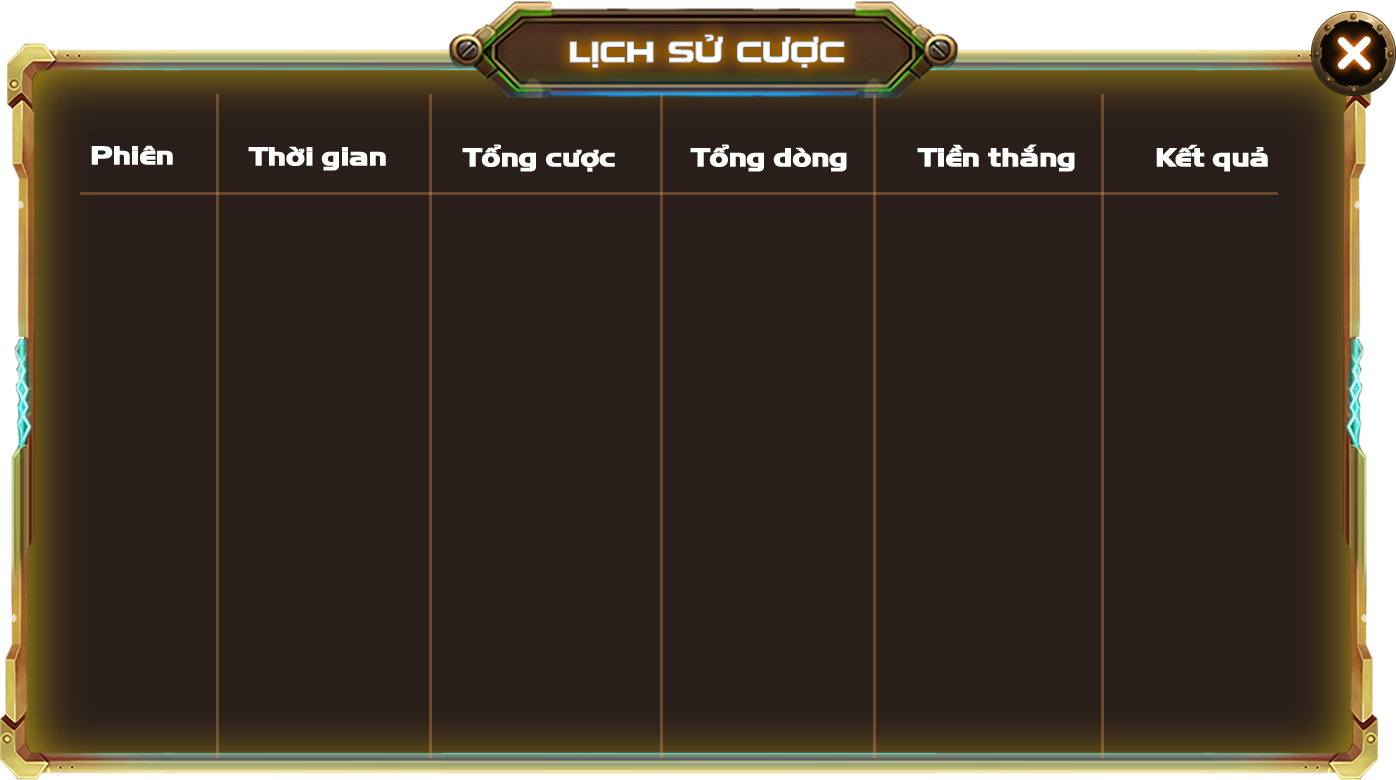 LỊCH SỬ CƯỢC
Phiên Thời gian Tổng cược Tổng dòng Tiền thắng Kết quả